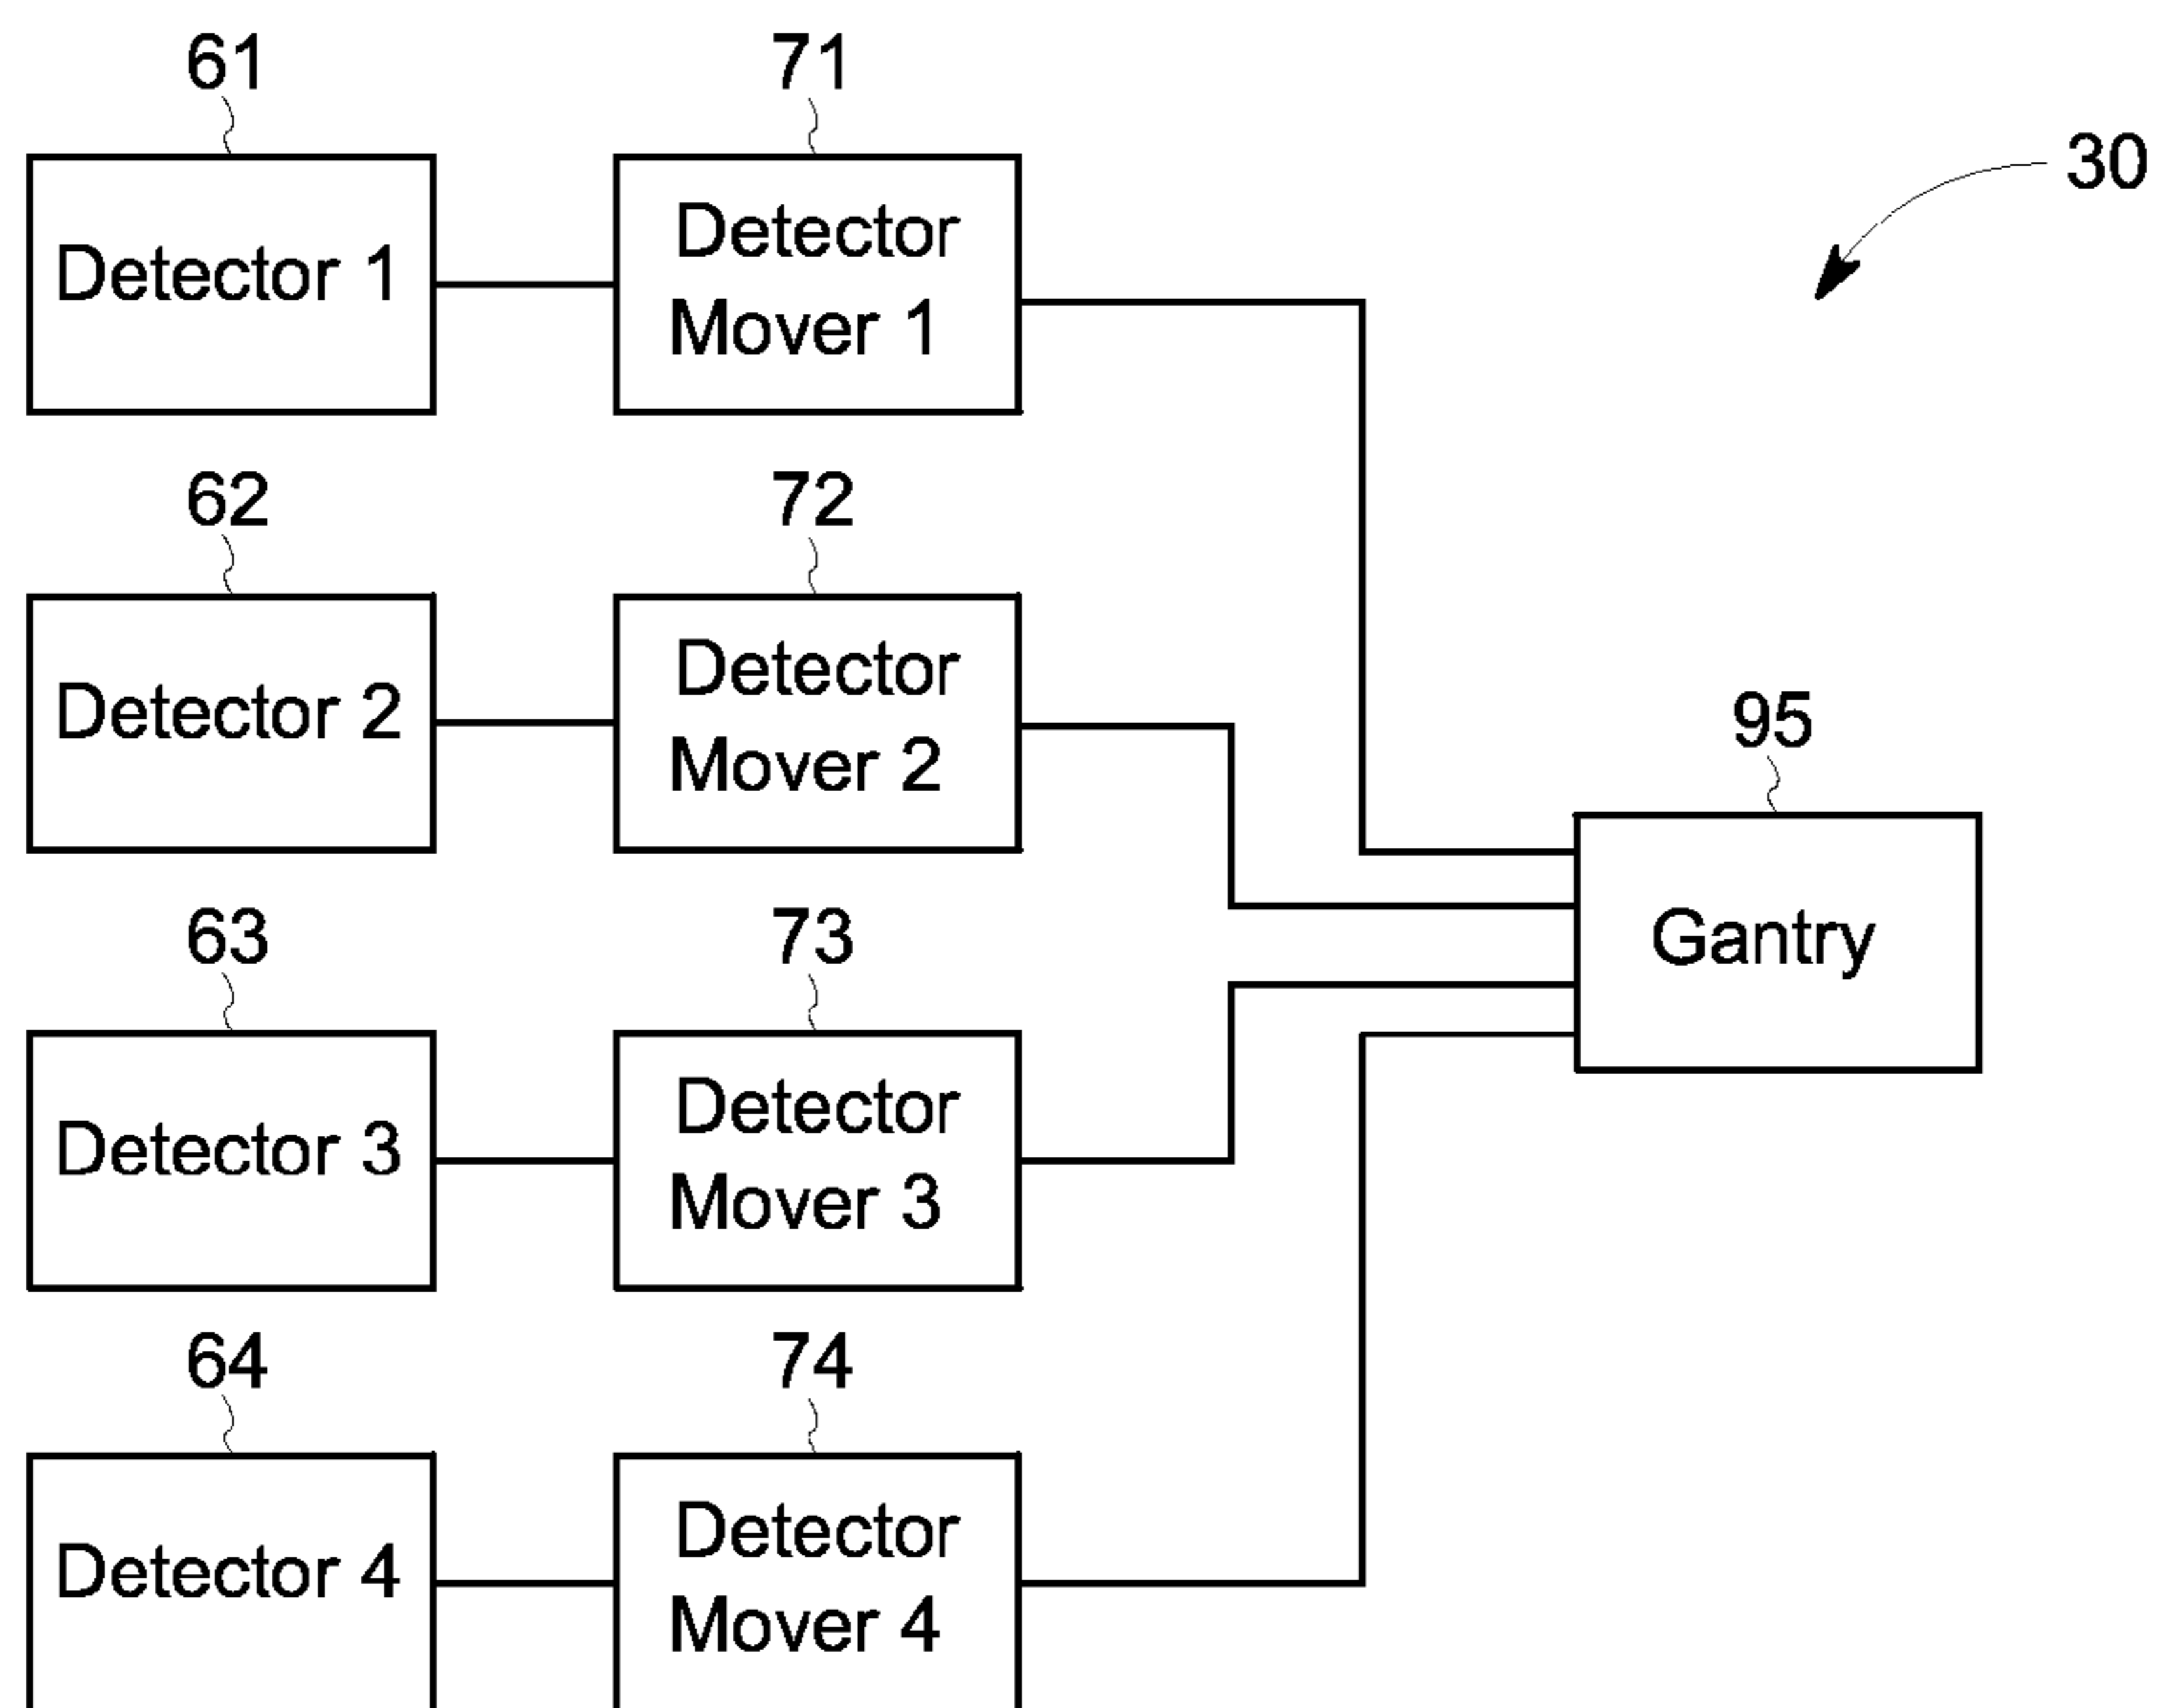 61
71
30
Detector 1
Detector
Mover 1
62
72
Detector 2
Detector
Mover 2
95
Gantry
63
73
Detector 3
Detector
Mover 3
64
74
Detector 4
Detector
Mover 4